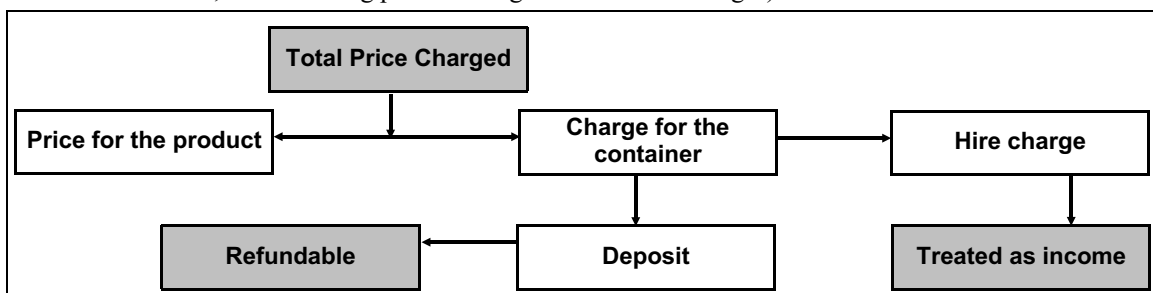 Total Price Charged
Price for the product
Charge for the
container
Hire charge
Refundable
Deposit
Treated as income